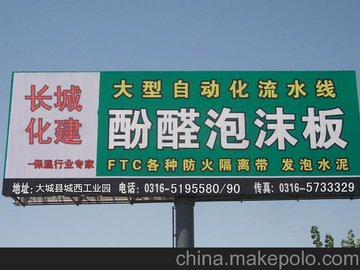 长城
化建
一保温行业专家
大型自动化流水线
酚醛泡沫板
FTC各种防火隔离带 发泡水泥
地址: 大城县城西工业园 电话: 0316-5195580/90 传真: 0316-5733329
china.makepolo.com